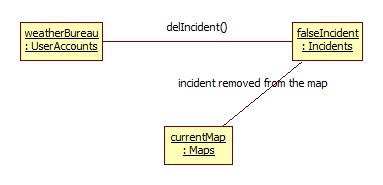 delIncident()
weatherBureau
: UserAccounts
falseIncident
: Incidents
incident removed from the map
currentMap
: Maps